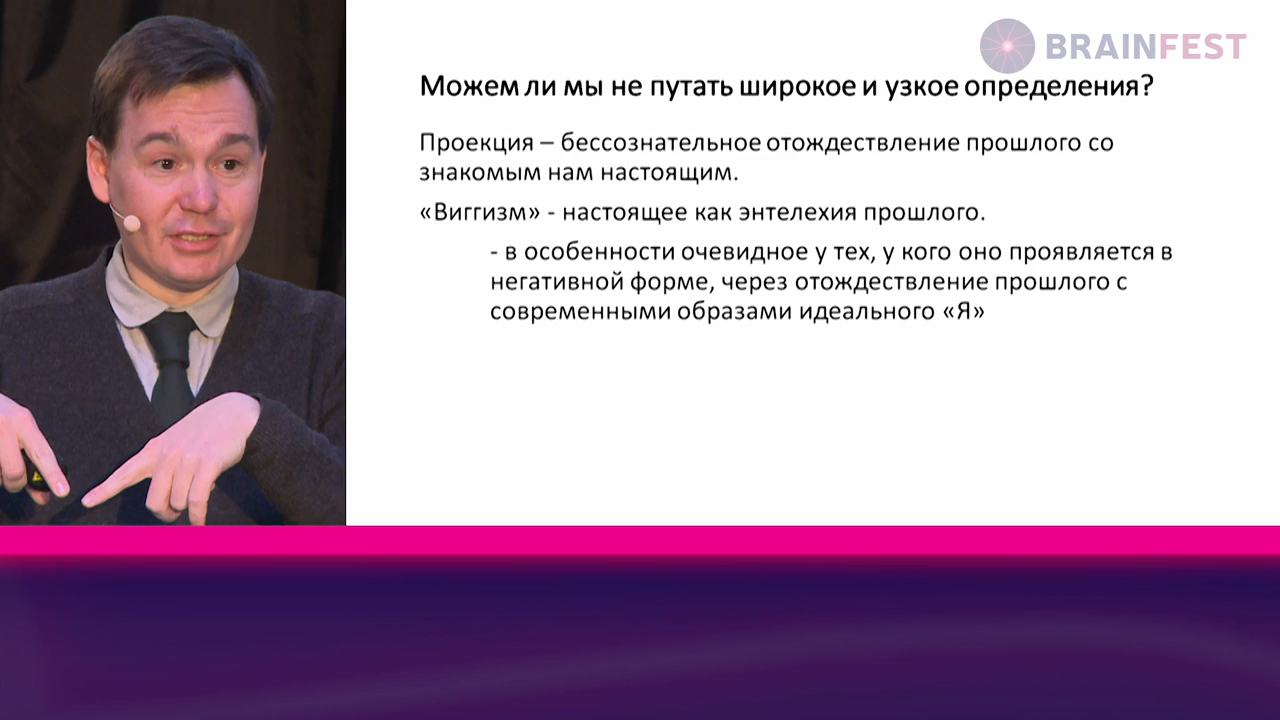 BRAINFEST
Можем ли мы не путать широкое и узкое определения?
Проекция – бессознательное отождествление прошлого со
знакомым нам настоящим.
«Виггизм» - настоящее как энтелехия прошлого.
- в особенности очевидное у тех, у кого оно проявляется в
негативной форме, через отождествление прошлого с
современными образами идеального «Я»